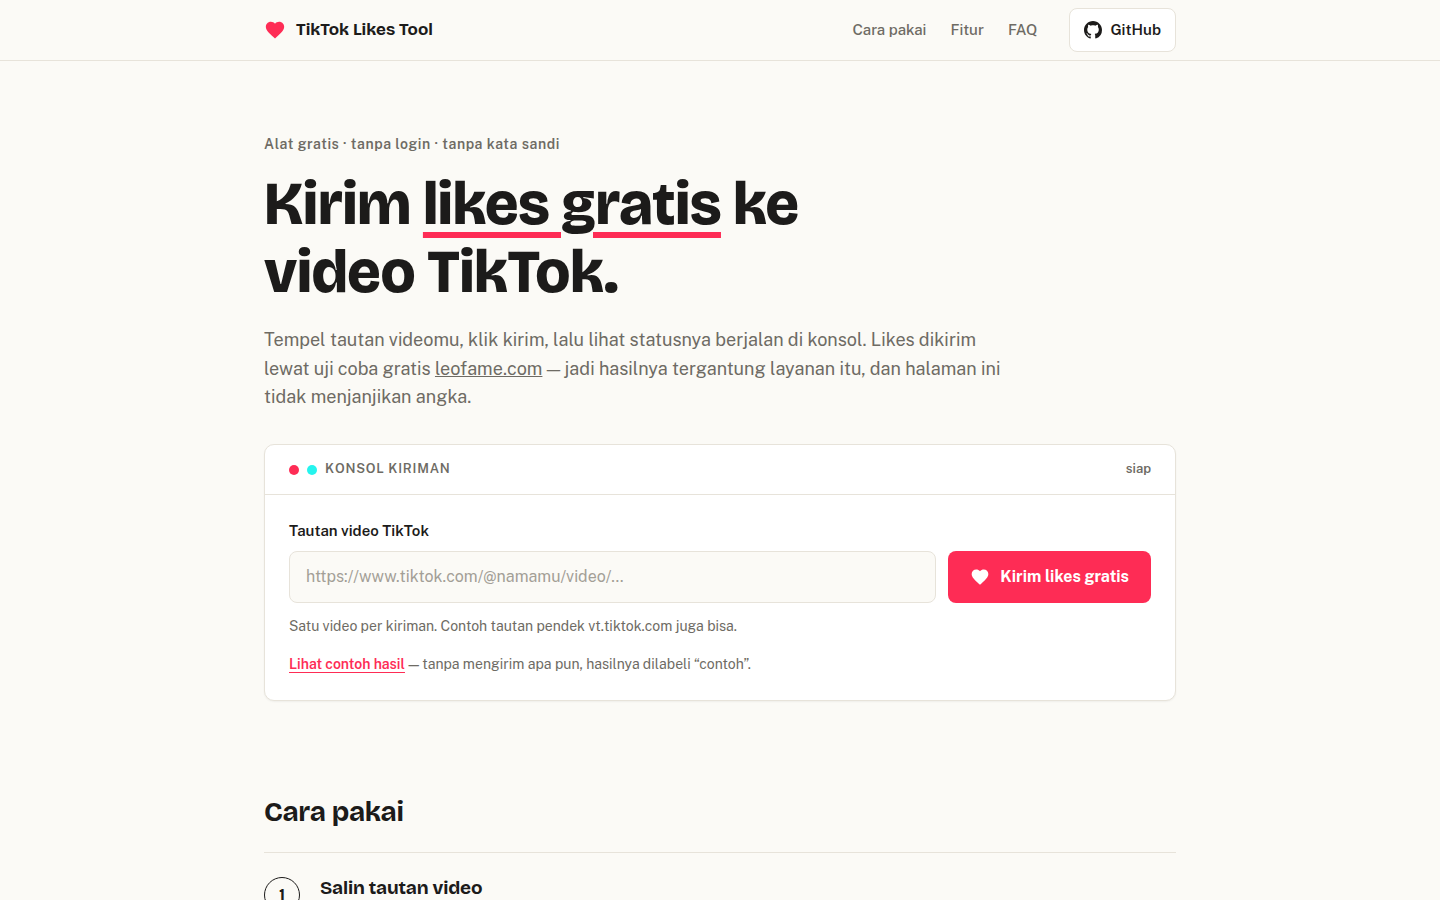 TikTok Likes Tool
Cara pakai
Fitur
FAQ
GitHub
Alat gratis · tanpa login · tanpa kata sandi
Kirim likes gratis ke
video TikTok.
Tempel tautan videomu, klik kirim, lalu lihat statusnya berjalan di konsol. Likes dikirim
lewat uji coba gratis leofame.com — jadi hasilnya tergantung layanan itu, dan halaman ini
tidak menjanjikan angka.
KONSOL KIRIMAN
siap
Tautan video TikTok
https://www.tiktok.com/@namamu/video/...
Kirim likes gratis
Satu video per kiriman. Contoh tautan pendek vt.tiktok.com juga bisa.
Lihat contoh hasil — tanpa mengirim apa pun, hasilnya dilabeli “contoh”.
Cara pakai
1
Salin tautan video